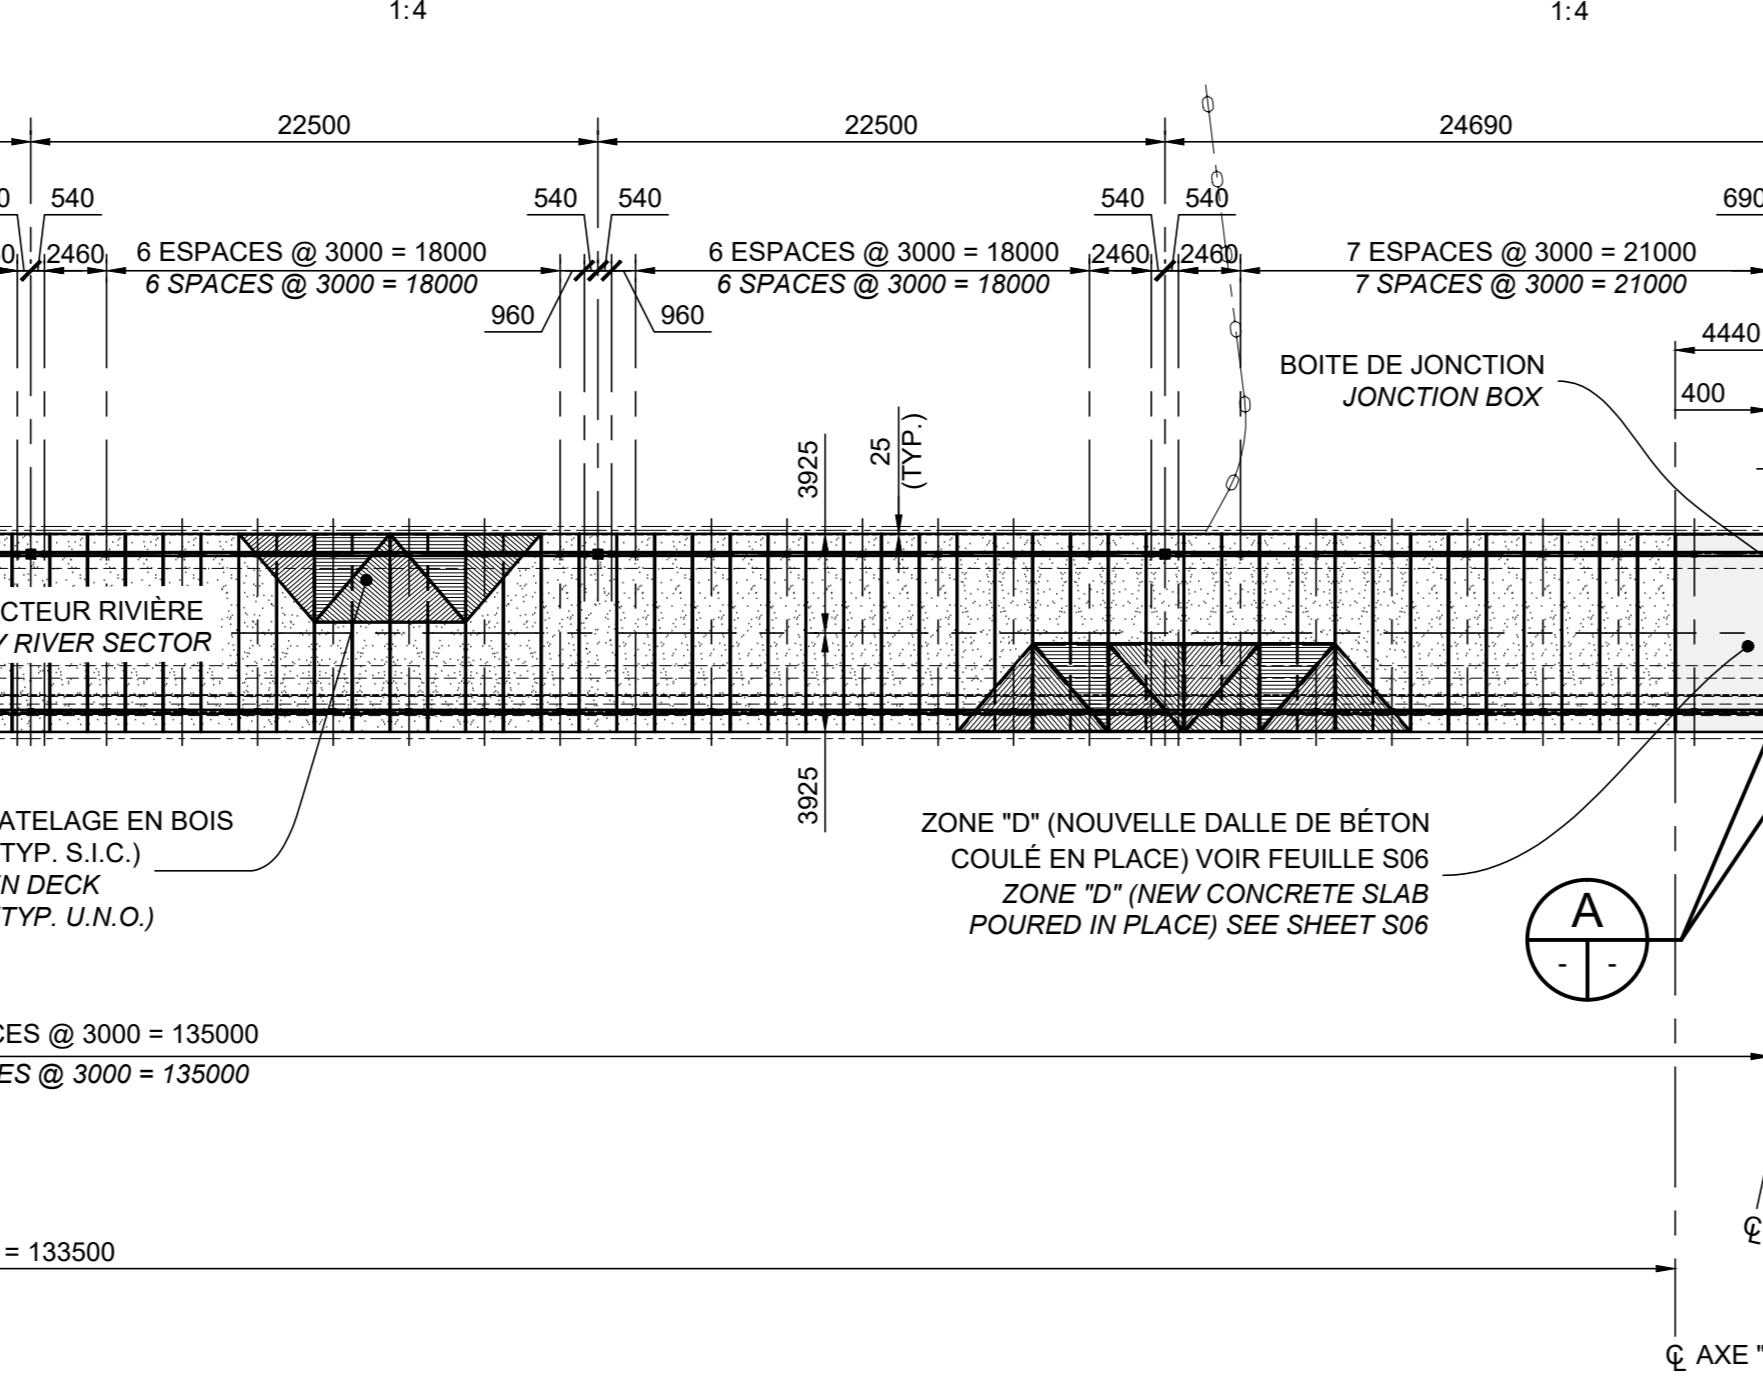 1:4
1:4
22500
22500
24690
540
540
540
540
540
690
2460
6 ESPACES @ 3000 = 18000
6 SPACES @ 3000 = 18000
6 ESPACES @ 3000 = 18000
6 SPACES @ 3000 = 18000
2460
2460
7 ESPACES @ 3000 = 21000
7 SPACES @ 3000 = 21000
960
960
4440
400
BOITE DE JONCTION
JONCTION BOX
3925
25
(TYP.)
CTEUR RIVIÈRE
Y RIVER SECTOR
3925
ATELAGE EN BOIS
TYP. S.I.C.)
EN DECK
TYP. U.N.O.)
ZONE "D" (NOUVELLE DALLE DE BÉTON
COULÉ EN PLACE) VOIR FEUILLE S06
ZONE "D" (NEW CONCRETE SLAB
POURED IN PLACE) SEE SHEET S06
A
- -
CES @ 3000 = 135000
ES @ 3000 = 135000
= 133500
℄
℄ AXE "